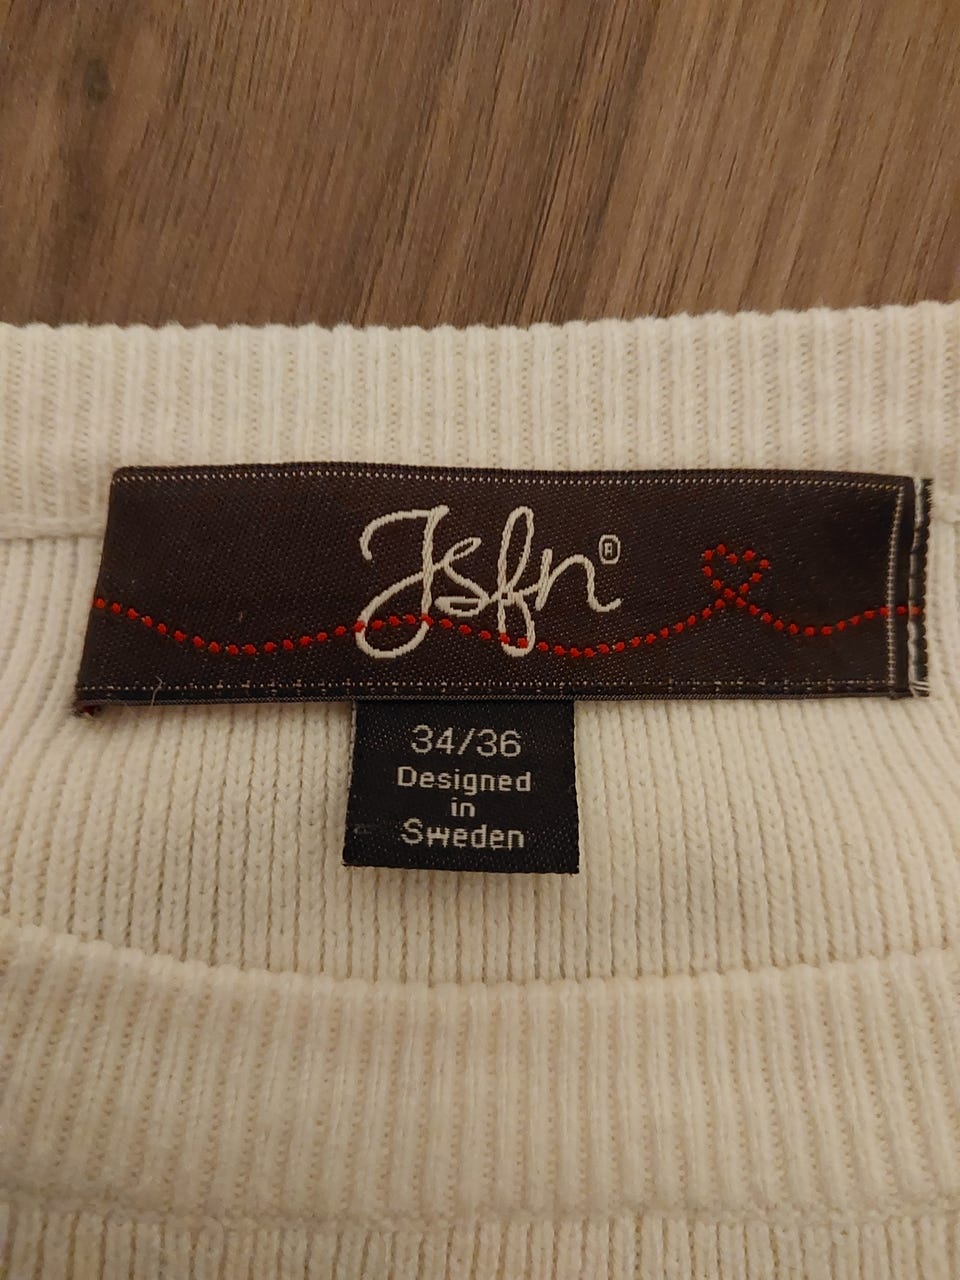 Jsfn®
34/36
Designed
in
Sweden